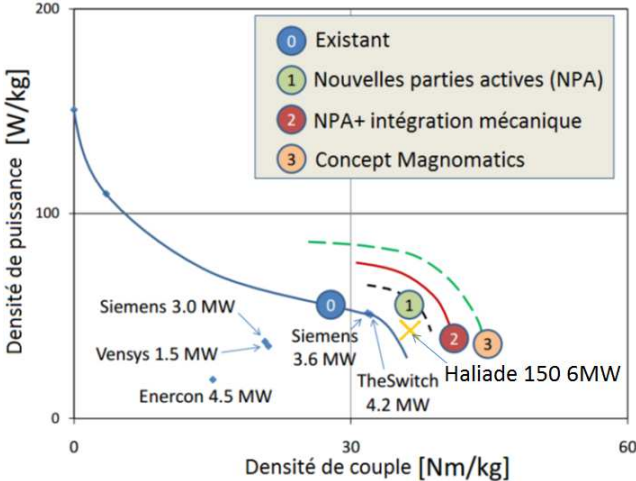 200
0 Existant
1 Nouvelles parties actives (NPA)
2 NPA+ intégration mécanique
3 Concept Magnomatics
Densité de puissance [W/kg]
100
Siemens 3.0 MW
0
1
Siemens
3.6 MW
2
3
Vensys 1.5 MW
Haliade 150 6MW
TheSwitch
4.2 MW
Enercon 4.5 MW
0
0
30
60
Densité de couple [Nm/kg]